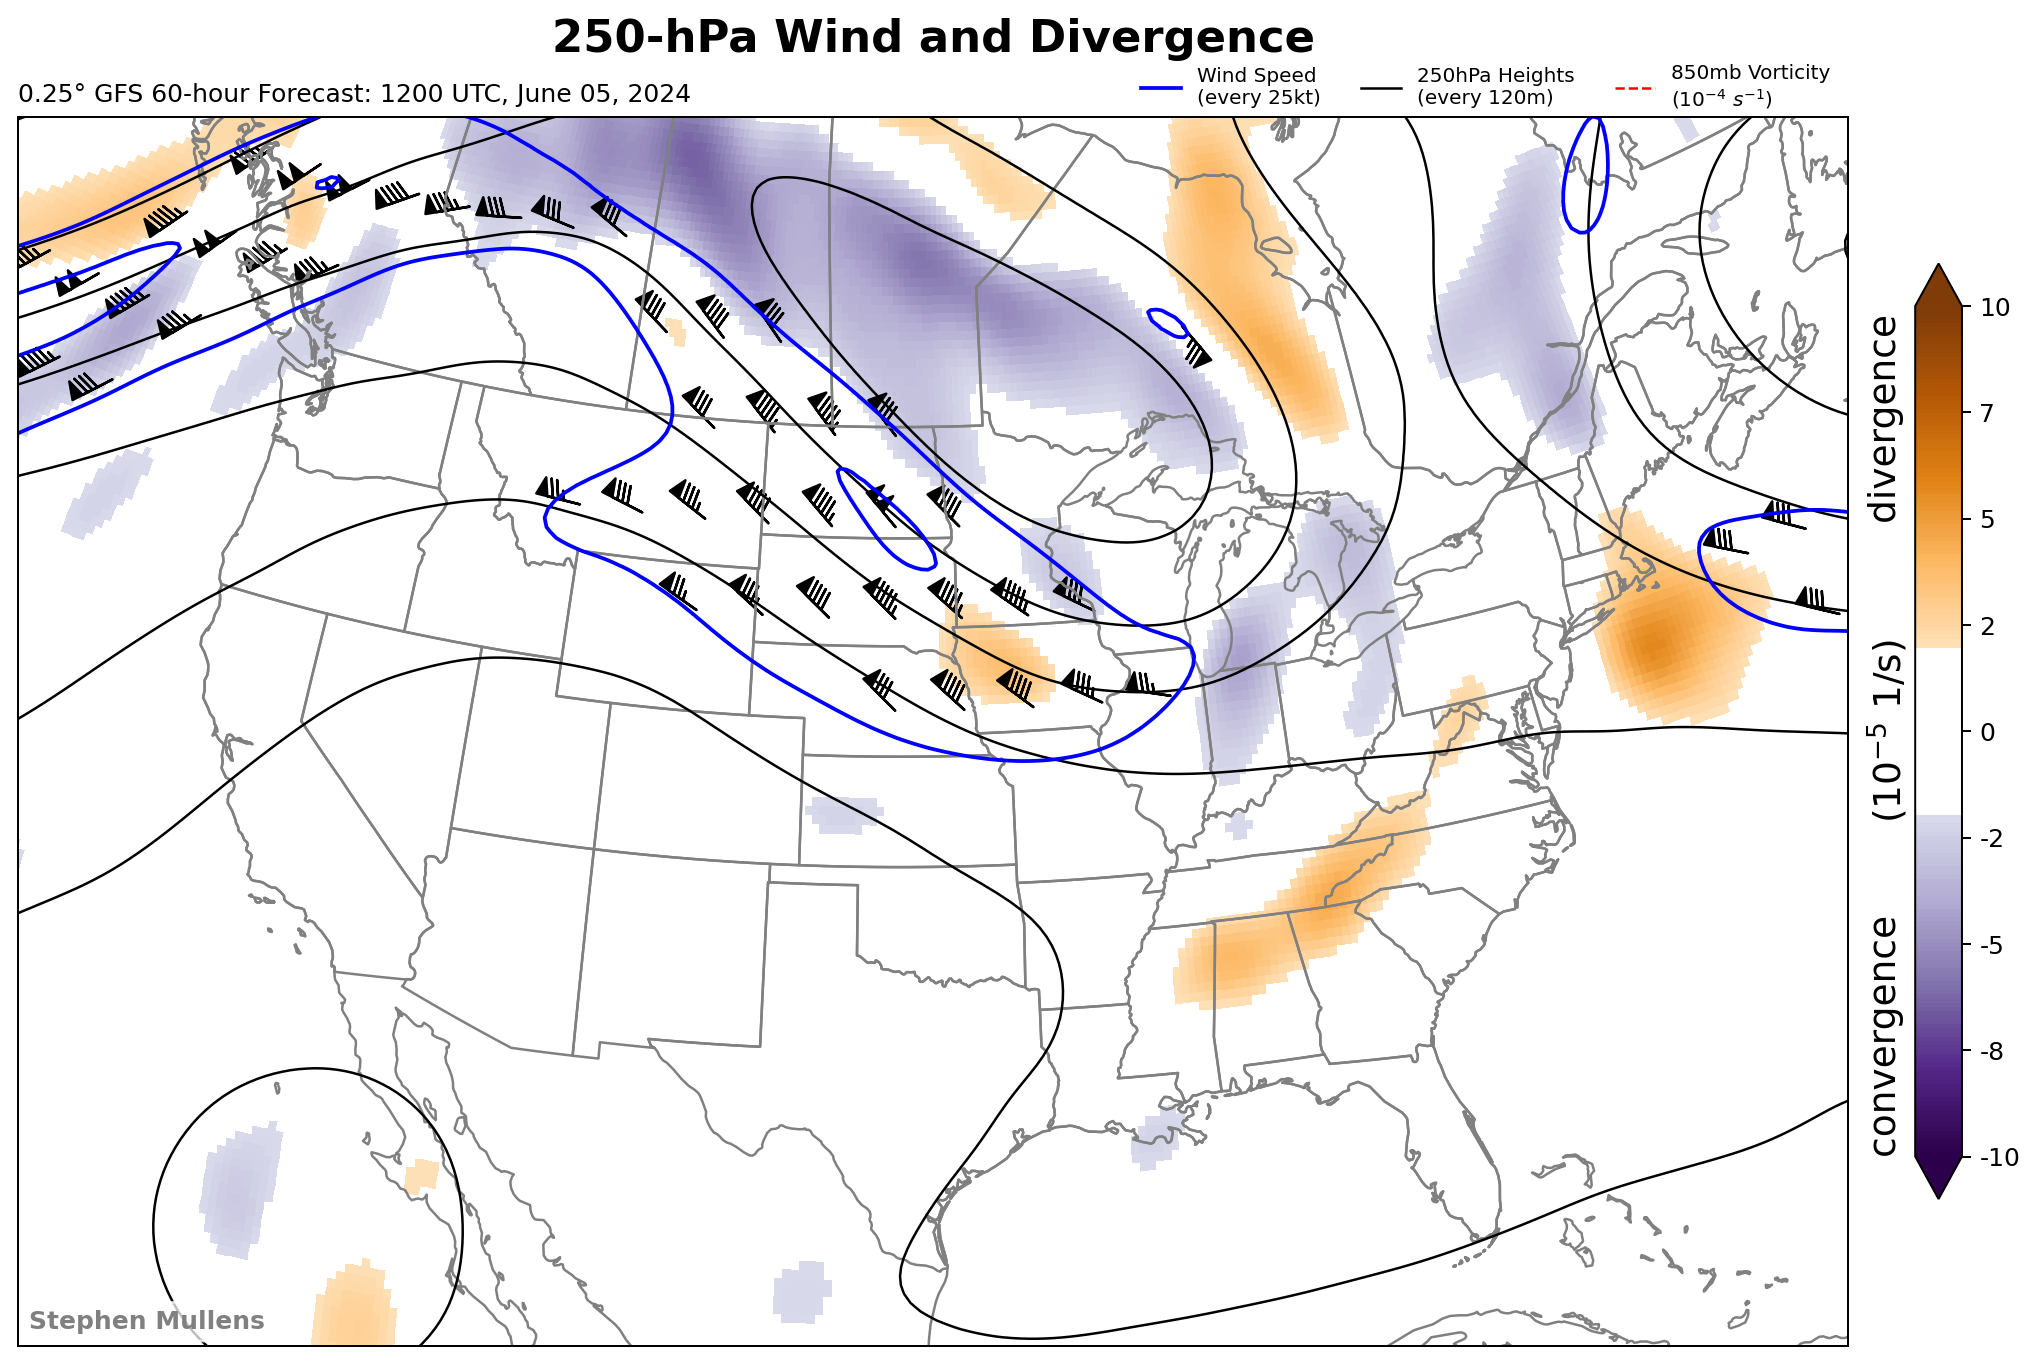 250-hPa Wind and Divergence
0.25° GFS 60-hour Forecast: 1200 UTC, June 05, 2024
Wind Speed
(every 25kt)
250hPa Heights
(every 120m)
850mb Vorticity
(10⁻⁴ s⁻¹)
10
7
5
2
0
-2
-5
-8
-10
convergence (10⁻⁵ 1/s) divergence
Stephen Mullens